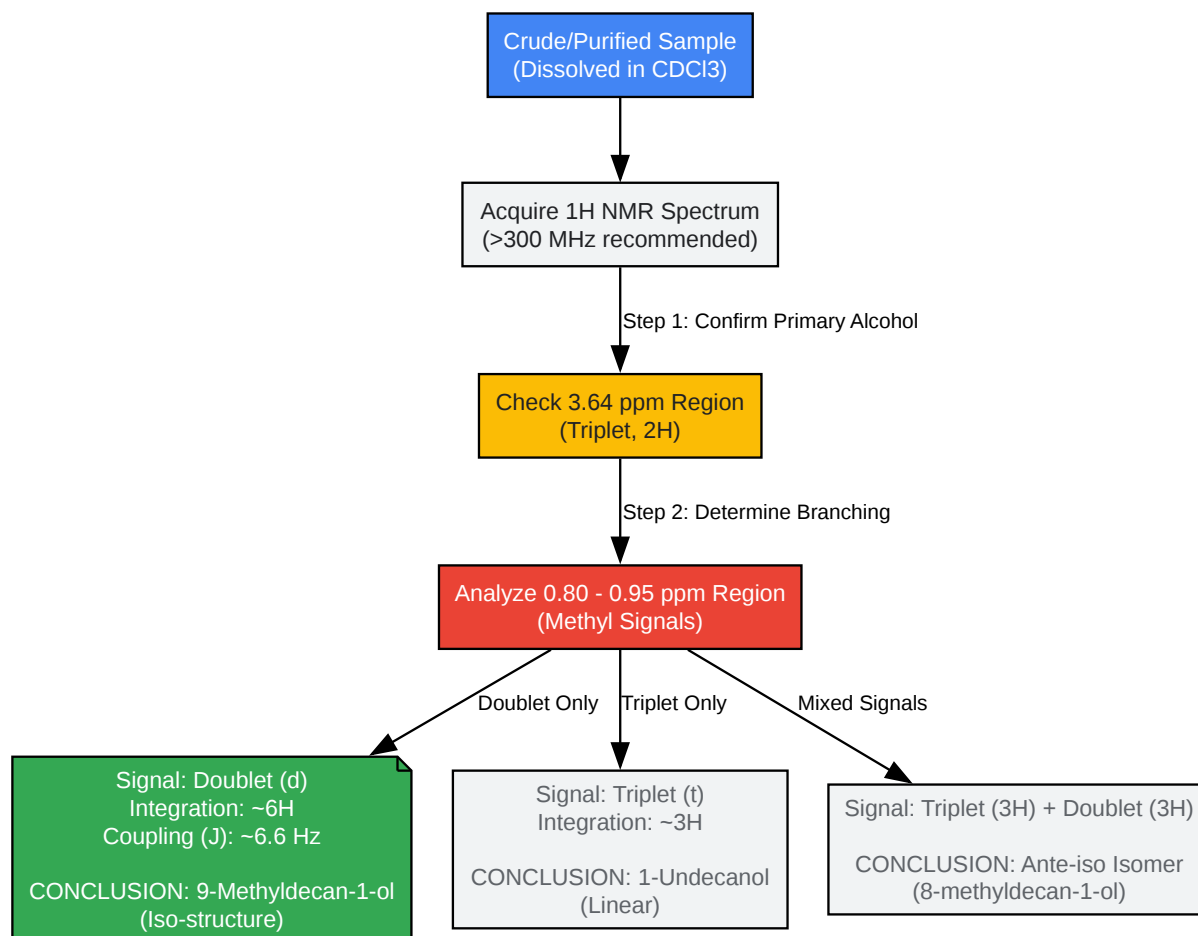 Crude/Purified Sample
(Dissolved in CDCl3)
Acquire 1H NMR Spectrum
(>300 MHz recommended)
Step 1: Confirm Primary Alcohol
Check 3.64 ppm Region
(Triplet, 2H)
Step 2: Determine Branching
Analyze 0.80 - 0.95 ppm Region
(Methyl Signals)
Doublet Only
Triplet Only
Mixed Signals
Signal: Doublet (d)
Integration: ~6H
Coupling (J): ~6.6 Hz
CONCLUSION: 9-Methyldecan-1-ol
(Iso-structure)
Signal: Triplet (t)
Integration: ~3H
CONCLUSION: 1-Undecanol
(Linear)
Signal: Triplet (3H) + Doublet (3H)
CONCLUSION: Ante-iso Isomer
(8-methyldecan-1-ol)